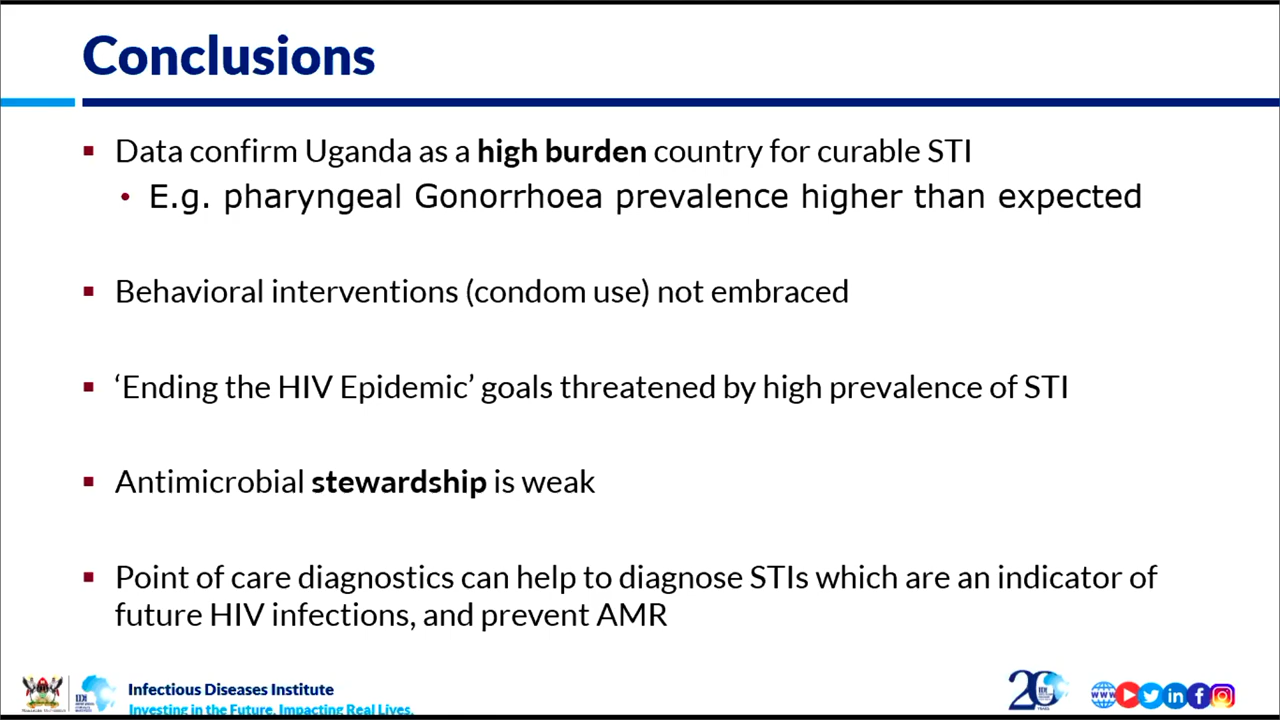 Conclusions
Data confirm Uganda as a high burden country for curable STI
E.g. pharyngeal Gonorrhoea prevalence higher than expected
Behavioral interventions (condom use) not embraced
‘Ending the HIV Epidemic’ goals threatened by high prevalence of STI
Antimicrobial stewardship is weak
Point of care diagnostics can help to diagnose STIs which are an indicator of
future HIV infections, and prevent AMR
Infectious Diseases Institute
Investing in the Future. Impacting Real Lives.
20
YEARS
WWW